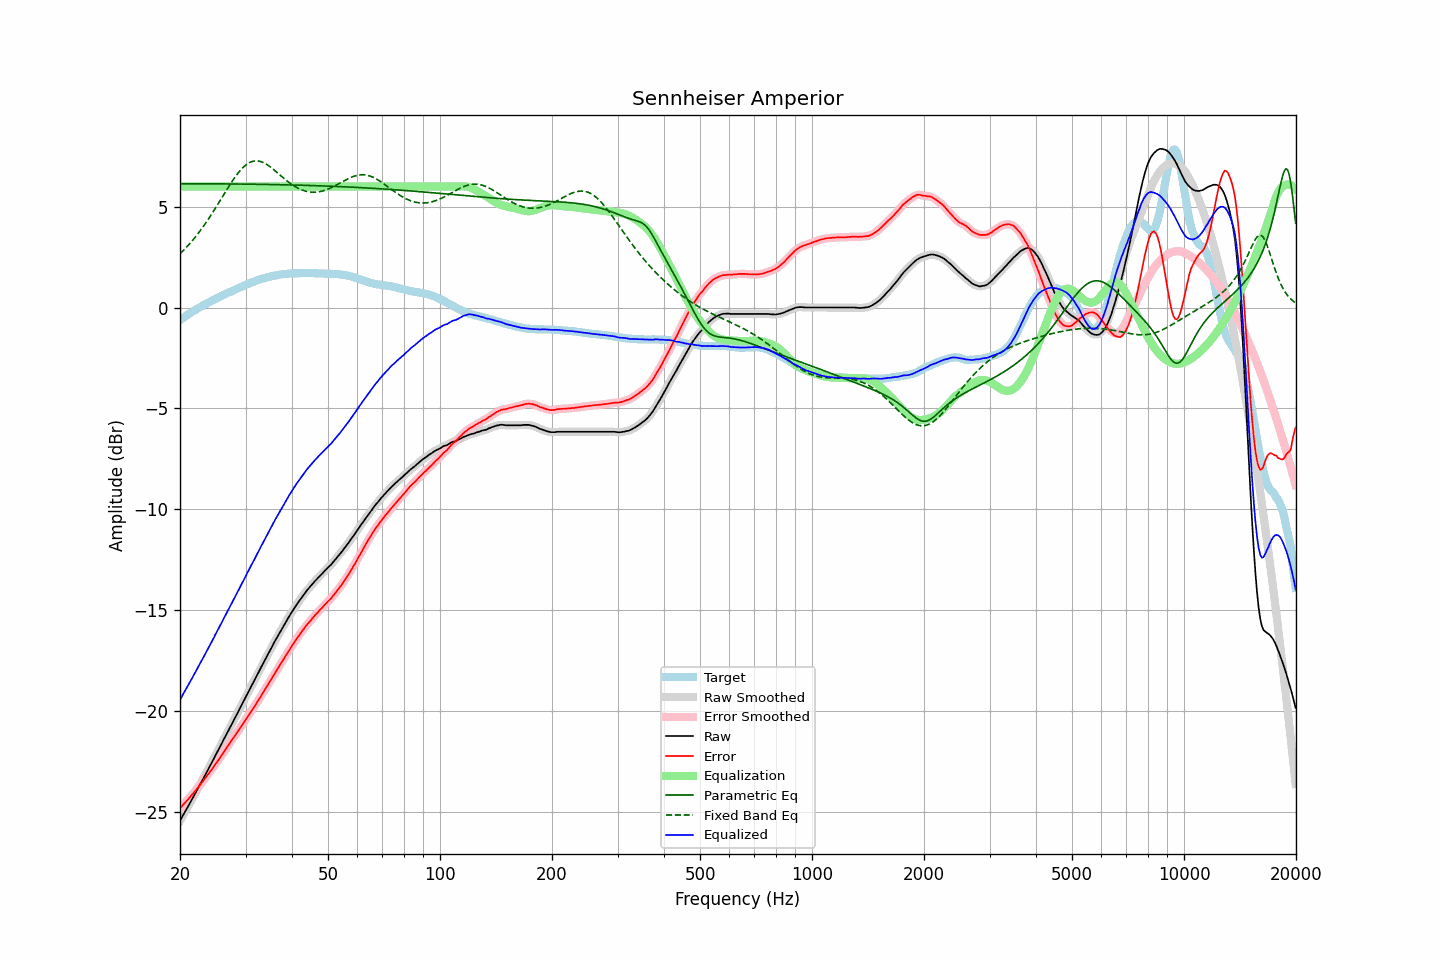 Sennheiser Amperior
Amplitude (dBr)
5
0
−5
−10
−15
−20
−25
Target
Raw Smoothed
Error Smoothed
Raw
Error
Equalization
Parametric Eq
Fixed Band Eq
Equalized
20 50 100 200 500 1000 2000 5000 10000 20000
Frequency (Hz)